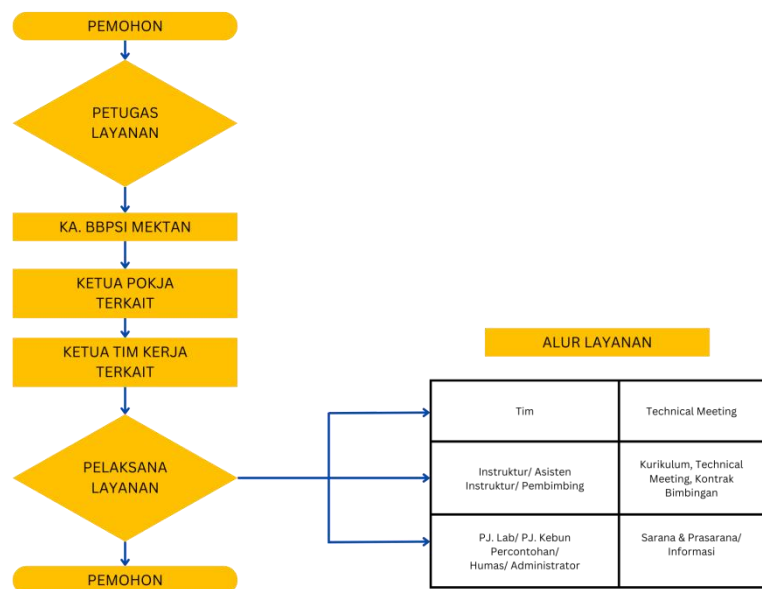 PEMOHON
PETUGAS
LAYANAN
KA. BBPSI MEKTAN
KETUA POKJA
TERKAIT
KETUA TIM KERJA
TERKAIT
PELAKSANA
LAYANAN
PEMOHON
ALUR LAYANAN
Tim
Technical Meeting
Instruktur/ Asisten
Instruktur/ Pembimbing
Kurikulum, Technical
Meeting, Kontrak
Bimbingan
PJ. Lab/ PJ. Kebun
Percontohan/
Humas/ Administrator
Sarana & Prasarana/
Informasi